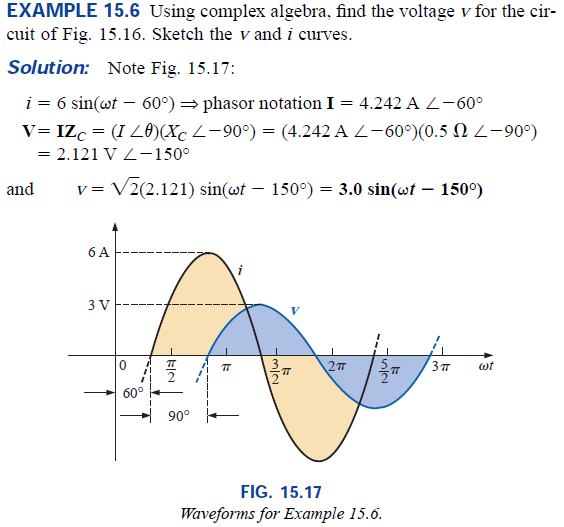 EXAMPLE 15.6 Using complex algebra, find the voltage v for the cir-
cuit of Fig. 15.16. Sketch the v and i curves.
Solution: Note Fig. 15.17:
i = 6 sin(ωt − 60°) ⇒ phasor notation I = 4.242 A ∠−60°
V= IZC = (I ∠θ)(XC ∠−90°) = (4.242 A ∠−60°)(0.5 Ω ∠−90°)
= 2.121 V ∠−150°
and v = √2(2.121) sin(ωt − 150°) = 3.0 sin(ωt − 150°)
6 A
i
3 V
v
0 π/2 π 3/2 π 2π 5/2 π 3π ωt
60°
90°
FIG. 15.17
Waveforms for Example 15.6.